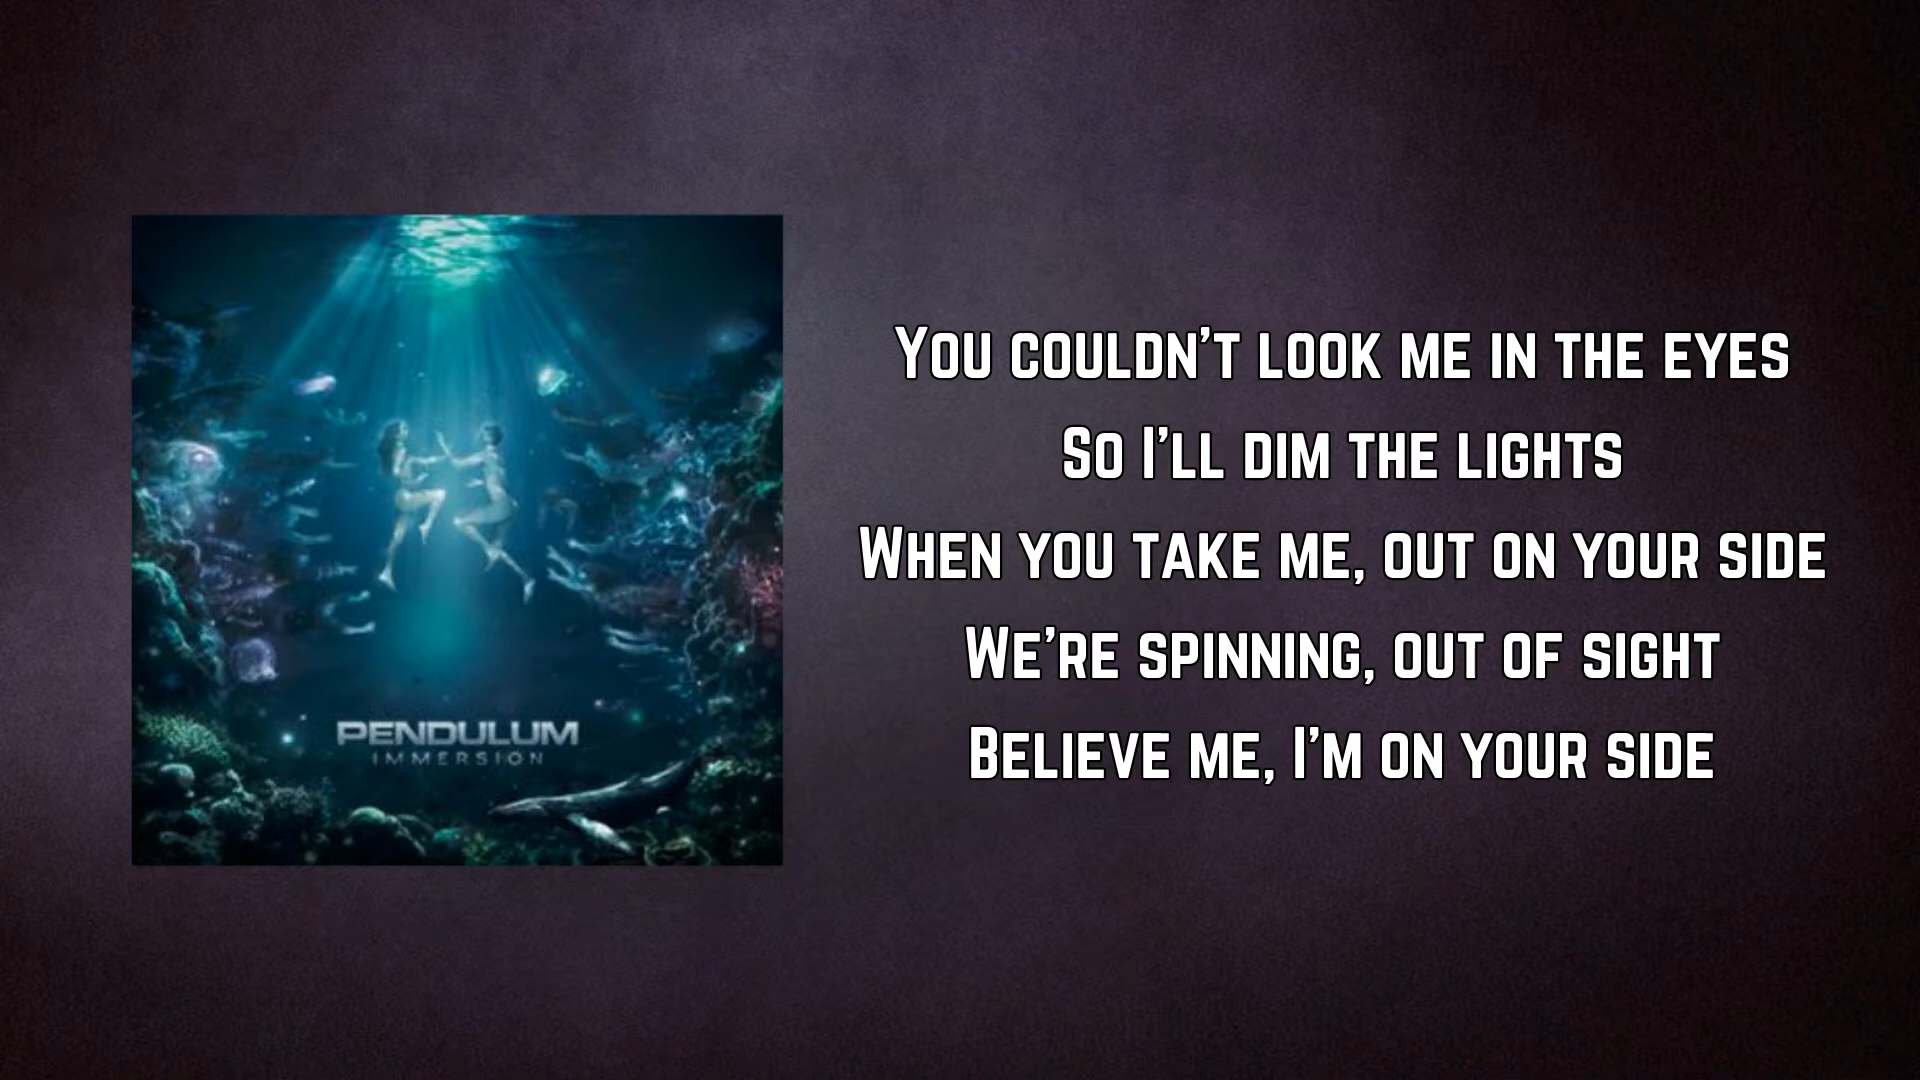 PENDULUM
IMMERSION
You couldn't look me in the eyes
So I'll dim the lights
When you take me, out on your side
We're spinning, out of sight
Believe me, I'm on your side